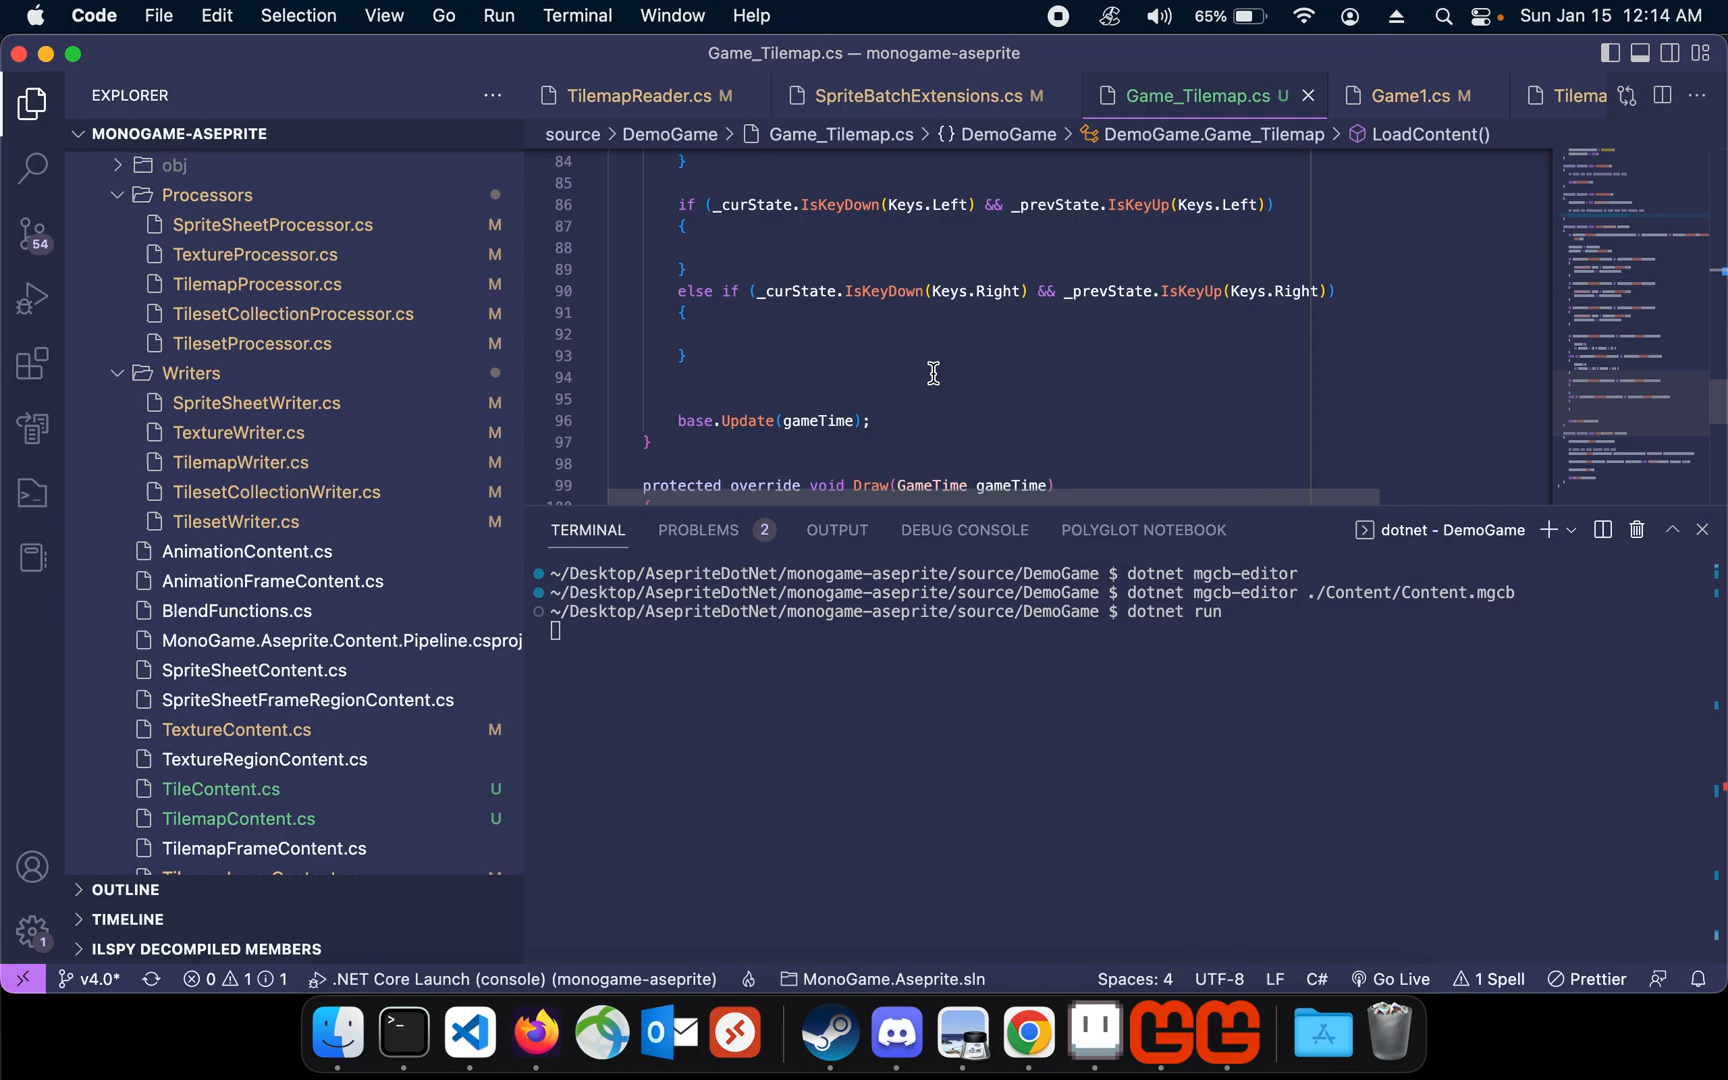 Code File Edit Selection View Go Run Terminal Window Help 65% Sun Jan 15 12:14 AM
Game_Tilemap.cs — monogame-aseprite
EXPLORER
TilemapReader.cs M SpriteBatchExtensions.cs M Game_Tilemap.cs U Game1.cs M Tilema
MONOGAME-ASEPRITE
source > DemoGame > Game_Tilemap.cs > {} DemoGame > DemoGame.Game_Tilemap > LoadContent()
obj
Processors
SpriteSheetProcessor.cs M
TextureProcessor.cs M
TilemapProcessor.cs M
TilesetCollectionProcessor.cs M
TilesetProcessor.cs M
Writers
SpriteSheetWriter.cs M
TextureWriter.cs M
TilemapWriter.cs M
TilesetCollectionWriter.cs M
TilesetWriter.cs M
AnimationContent.cs
AnimationFrameContent.cs
BlendFunctions.cs
MonoGame.Aseprite.Content.Pipeline.csproj
SpriteSheetContent.cs
SpriteSheetFrameRegionContent.cs
TextureContent.cs M
TextureRegionContent.cs
TileContent.cs U
TilemapContent.cs U
TilemapFrameContent.cs
OUTLINE
TIMELINE
ILSPY DECOMPILED MEMBERS
54
1
84 }
85
86 if (_curState.IsKeyDown(Keys.Left) && _prevState.IsKeyUp(Keys.Left))
87 {
88
89 }
90 else if (_curState.IsKeyDown(Keys.Right) && _prevState.IsKeyUp(Keys.Right))
91 {
92
93 }
94
95
96 base.Update(gameTime);
97 }
98
99 protected override void Draw(GameTime gameTime)
TERMINAL PROBLEMS 2 OUTPUT DEBUG CONSOLE POLYGLOT NOTEBOOK dotnet - DemoGame
~/Desktop/AsepriteDotNet/monogame-aseprite/source/DemoGame $ dotnet mgcb-editor
~/Desktop/AsepriteDotNet/monogame-aseprite/source/DemoGame $ dotnet mgcb-editor ./Content/Content.mgcb
~/Desktop/AsepriteDotNet/monogame-aseprite/source/DemoGame $ dotnet run
v4.0* 0 1 1 .NET Core Launch (console) (monogame-aseprite) MonoGame.Aseprite.sln Spaces: 4 UTF-8 LF C# Go Live 1 Spell Prettier